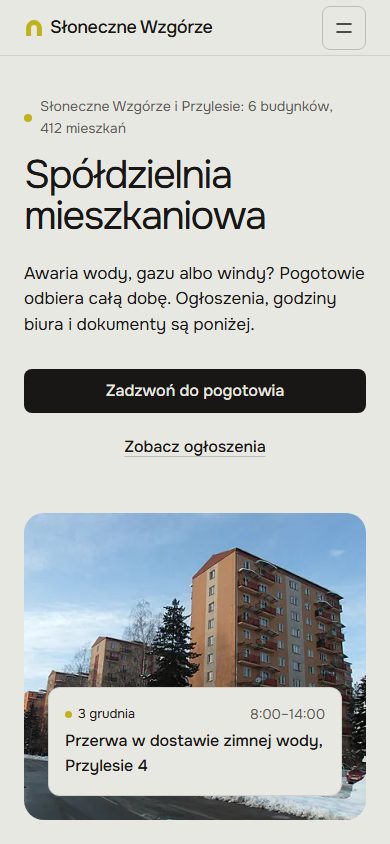 Słoneczne Wzgórze
Słoneczne Wzgórze i Przylesie: 6 budynków,
412 mieszkań
Spółdzielnia
mieszkaniowa
Awaria wody, gazu albo windy? Pogotowie
odbiera całą dobę. Ogłoszenia, godziny
biura i dokumenty są poniżej.
Zadzwoń do pogotowia
Zobacz ogłoszenia
3 grudnia 8:00–14:00
Przerwa w dostawie zimnej wody,
Przylesie 4